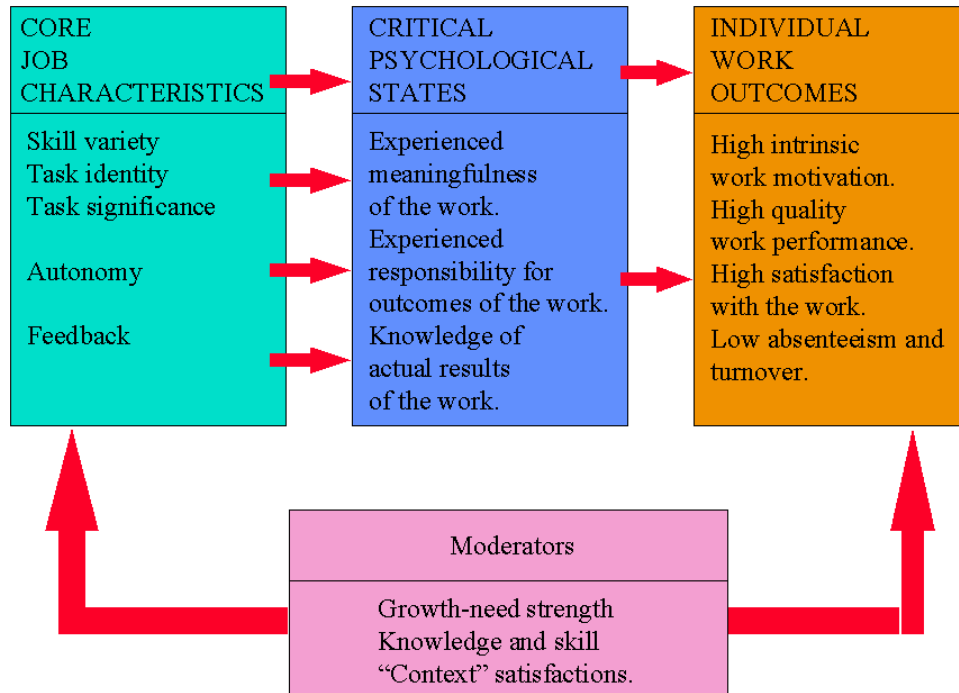 CORE
JOB
CHARACTERISTICS
Skill variety
Task identity
Task significance
Autonomy
Feedback
CRITICAL
PSYCHOLOGICAL
STATES
Experienced
meaningfulness
of the work.
Experienced
responsibility for
outcomes of the work.
Knowledge of
actual results
of the work.
INDIVIDUAL
WORK
OUTCOMES
High intrinsic
work motivation.
High quality
work performance.
High satisfaction
with the work.
Low absenteeism and
turnover.
Moderators
Growth-need strength
Knowledge and skill
“Context” satisfactions.